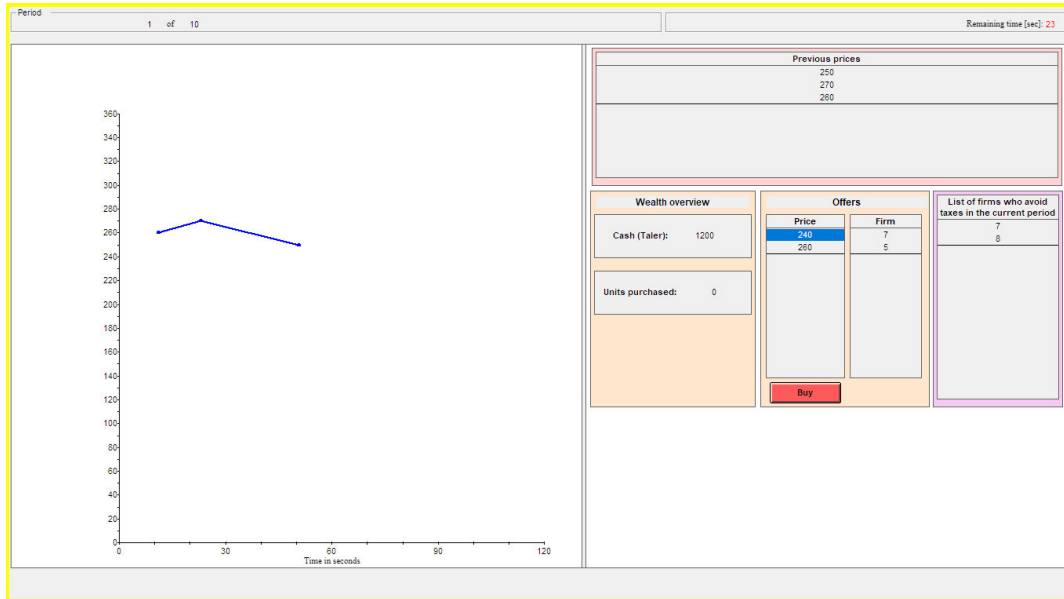 Period
1 of 10
Remaining time [sec]: 23
360
340
320
300
280
260
240
220
200
180
160
140
120
100
80
60
40
20
0
0 30 60 90 120
Time in seconds
Previous prices
250
270
260
Wealth overview
Cash (Taler): 1200
Units purchased: 0
Offers
Price Firm
240 7
260 5
Buy
List of firms who avoid
taxes in the current period
7
8